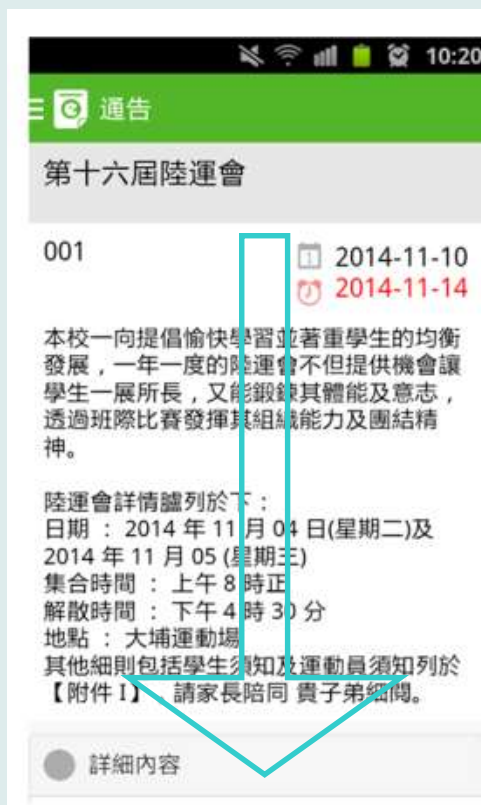 10:20
通告
第十六屆陸運會
001
2014-11-10
2014-11-14
本校一向提倡愉快學習並著重學生的均衡
發展，一年一度的陸運會不但提供機會讓
學生一展所長，又能鍛鍊其體能及意志，
透過班際比賽發揮其組織能力及團結精
神。
陸運會詳情臚列於下：
日期 ： 2014 年 11 月 04 日(星期二)及
2014 年 11 月 05 (星期三)
集合時間 ： 上午 8 時正
解散時間 ： 下午 4 時 30 分
地點 ： 大埔運動場
其他細則包括學生須知及運動員須知列於
【附件 I】，請家長陪同 貴子弟細閱。
詳細內容